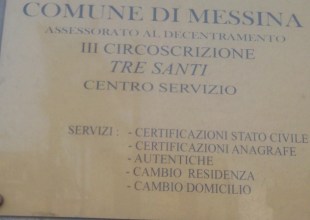 COMUNE DI MESSINA
ASSESSORATO AL DECENTRAMENTO
III CIRCOSCRIZIONE
TRE SANTI
CENTRO SERVIZIO
SERVIZI : - CERTIFICAZIONI STATO CIVILE
- CERTIFICAZIONI ANAGRAFE
- AUTENTICHE
- CAMBIO RESIDENZA
- CAMBIO DOMICILIO